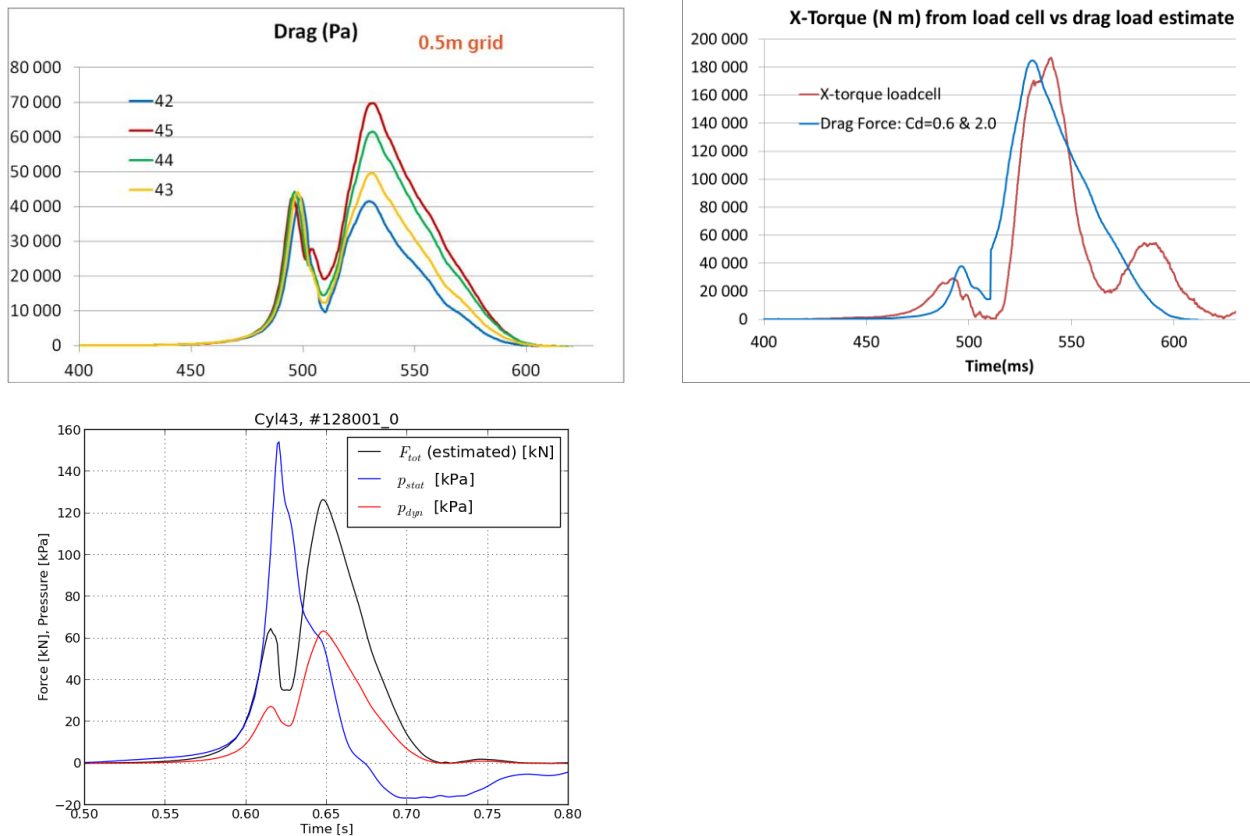 Drag (Pa)
0.5m grid
80 000
70 000
60 000
50 000
40 000
30 000
20 000
10 000
0
42
45
44
43
400 450 500 550 600
X-Torque (N m) from load cell vs drag load estimate
200 000
180 000
160 000
140 000
120 000
100 000
80 000
60 000
40 000
20 000
0
X-torque loadcell
Drag Force: Cd=0.6 & 2.0
400 450 500 550 600
Time(ms)
Cyl43, #128001_0
Force [kN], Pressure [kPa]
160
140
120
100
80
60
40
20
0
−20
F_tot (estimated) [kN]
p_stat [kPa]
p_dyn [kPa]
0.50 0.55 0.60 0.65 0.70 0.75 0.80
Time [s]